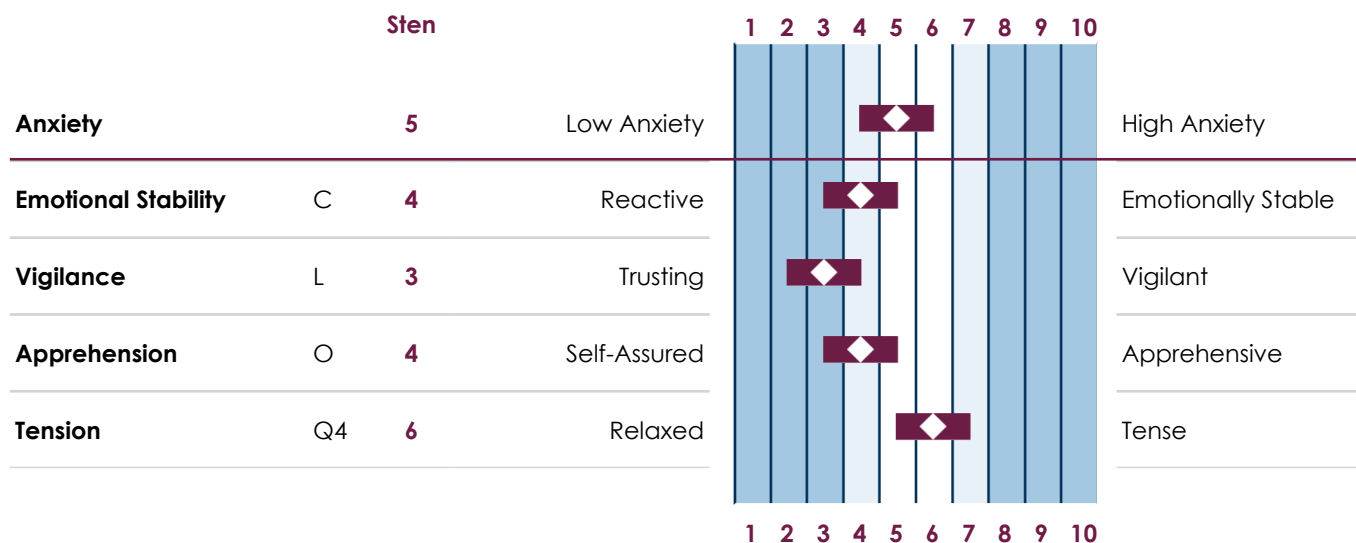 Sten 1 2 3 4 5 6 7 8 9 10
Anxiety 5 Low Anxiety High Anxiety
Emotional Stability C 4 Reactive Emotionally Stable
Vigilance L 3 Trusting Vigilant
Apprehension O 4 Self-Assured Apprehensive
Tension Q4 6 Relaxed Tense
1 2 3 4 5 6 7 8 9 10